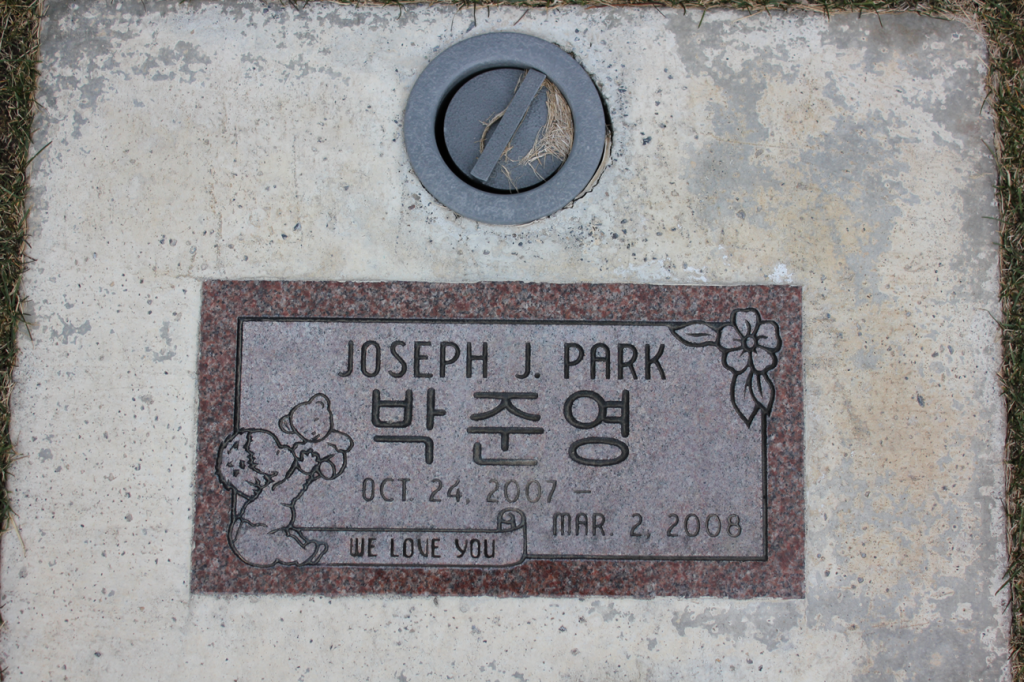 JOSEPH J. PARK
박준영
OCT. 24, 2007 –
MAR. 2, 2008
WE LOVE YOU